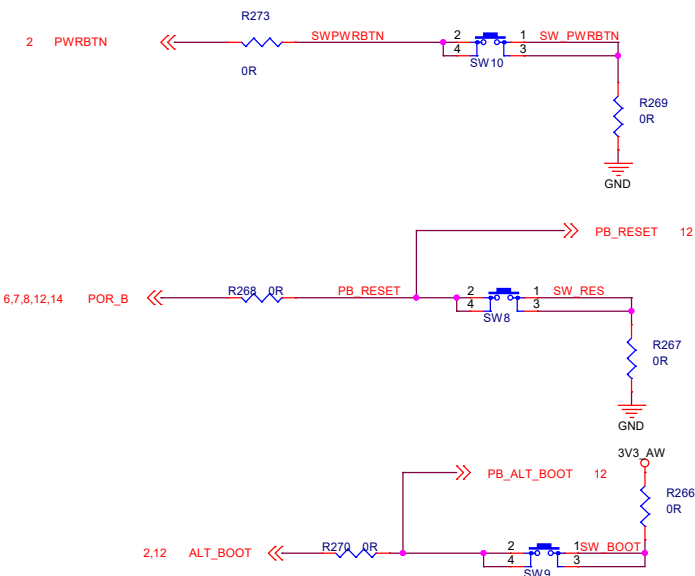 R273
2 PWRBTN SWPWRBTN 2 1 SW_PWRBTN
4 3
0R SW10
R269
0R
GND
PB_RESET 12
6,7,8,12,14 POR_B R268 0R PB_RESET 2 1 SW_RES
4 3
SW8
R267
0R
GND
3V3_AW
PB_ALT_BOOT 12
R266
0R
2,12 ALT_BOOT R270 0R 2 1 SW_BOOT
4 3
SW9